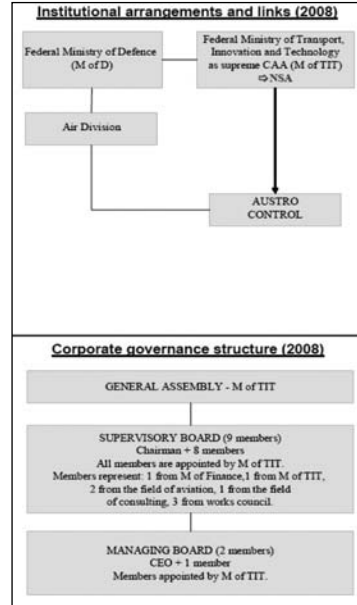 Institutional arrangements and links (2008)
Federal Ministry of Defence
(M of D)
Federal Ministry of Transport,
Innovation and Technology
as supreme CAA (M of TIT)
⇨NSA
Air Division
AUSTRO
CONTROL
Corporate governance structure (2008)
GENERAL ASSEMBLY - M of TIT
SUPERVISORY BOARD (9 members)
Chairman + 8 members
All members are appointed by M of TIT.
Members represent: 1 from M of Finance,1 from M of TIT,
2 from the field of aviation, 1 from the field
of consulting, 3 from works council.
MANAGING BOARD (2 members)
CEO + 1 member
Members appointed by M of TIT.